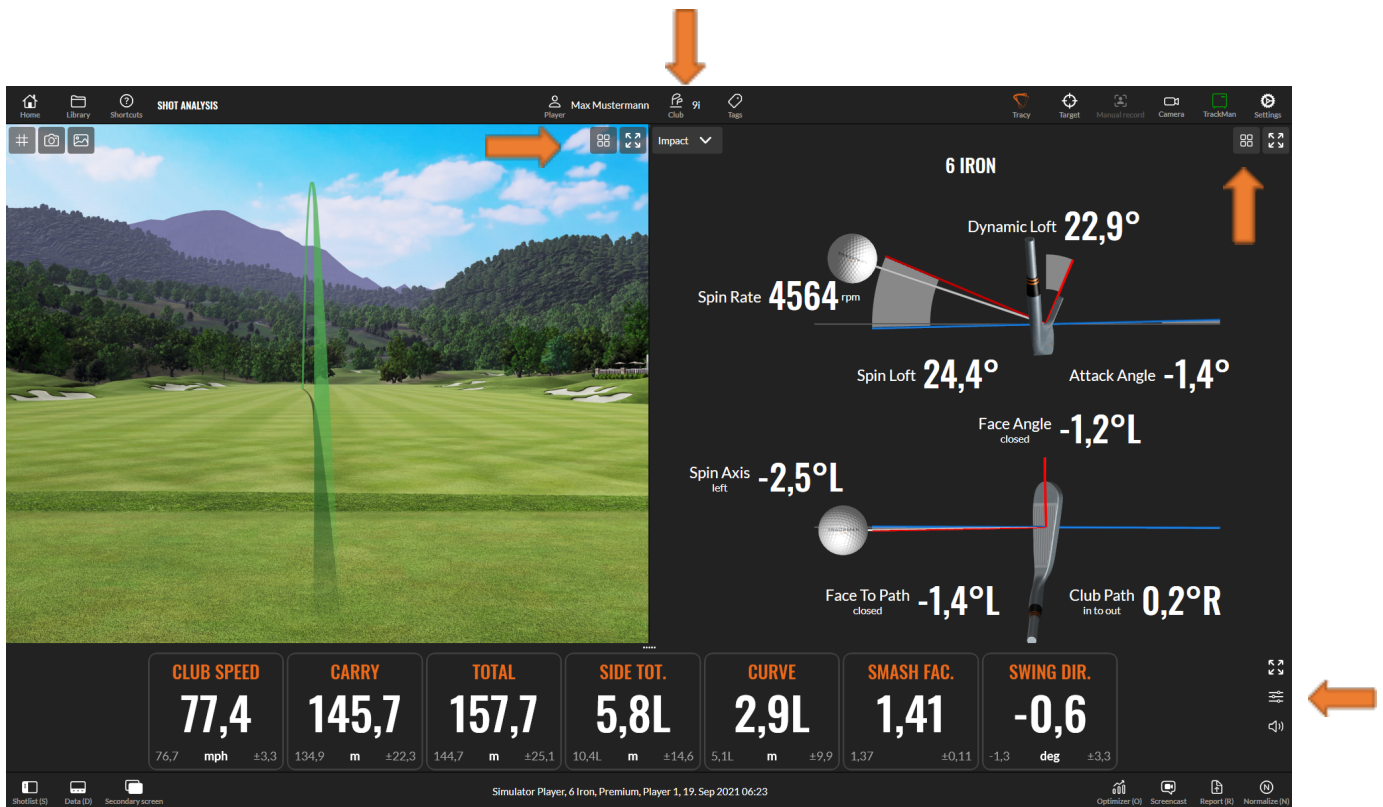 SHOT ANALYSIS
Home
Library
Shortcuts
Max Mustermann
Player
9i
Club
Tags
Tracy
Target
Manual record
Camera
TrackMan
Settings
Impact
6 IRON
Dynamic Loft 22,9°
Spin Rate 4564 rpm
Spin Loft 24,4°
Attack Angle -1,4°
Face Angle -1,2°L
closed
Spin Axis -2,5°L
left
Face To Path -1,4°L
closed
Club Path 0,2°R
in to out
CLUB SPEED
77,4
76,7 mph ±3,3
CARRY
145,7
134,9 m ±22,3
TOTAL
157,7
144,7 m ±25,1
SIDE TOT.
5,8L
10,4L m ±14,6
CURVE
2,9L
5,1L m ±9,9
SMASH FAC.
1,41
1,37 ±0,11
SWING DIR.
-0,6
-1,3 deg ±3,3
Shotlist (S)
Data (D)
Secondary screen
Simulator Player, 6 Iron, Premium, Player 1, 19. Sep 2021 06:23
Optimizer (O)
Screencast
Report (R)
N
Normalize (N)